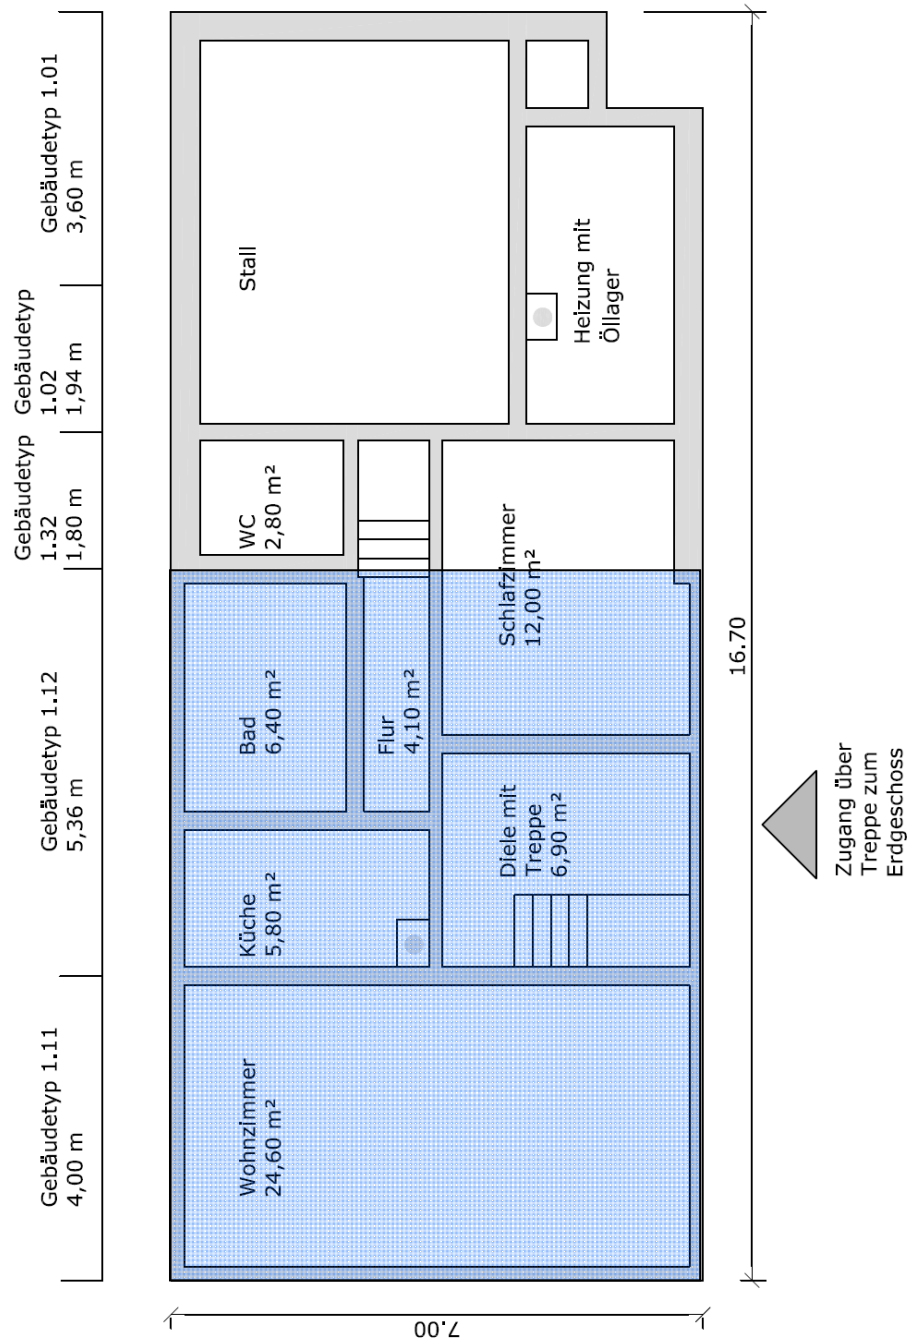 Gebäudetyp 1.11
4,00 m
Gebäudetyp 1.12
5,36 m
Gebäudetyp
1.32
1,80 m
Gebäudetyp
1.02
1,94 m
Gebäudetyp 1.01
3,60 m
Wohnzimmer
24,60 m²
Küche
5,80 m²
Bad
6,40 m²
WC
2,80 m²
Stall
Flur
4,10 m²
Diele mit
Treppe
6,90 m²
Schlafzimmer
12,00 m²
Heizung mit
Öllager
16.70
7.00
Zugang über
Treppe zum
Erdgeschoss